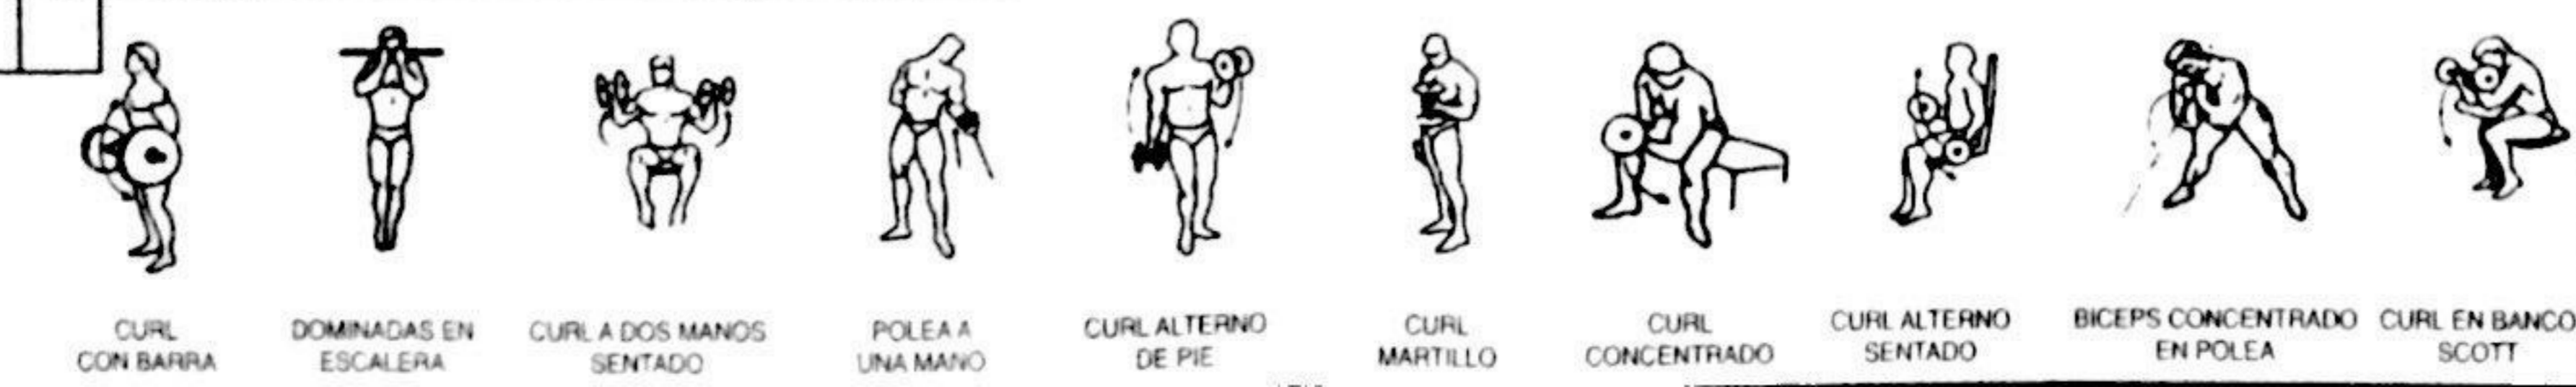 CURL
CON BARRA
DOMINADAS EN
ESCALERA
CURL A DOS MANOS
SENTADO
POLEA A
UNA MANO
CURL ALTERNO
DE PIE
CURL
MARTILLO
CURL
CONCENTRADO
CURL ALTERNO
SENTADO
BICEPS CONCENTRADO
EN POLEA
CURL EN BANCO
SCOTT